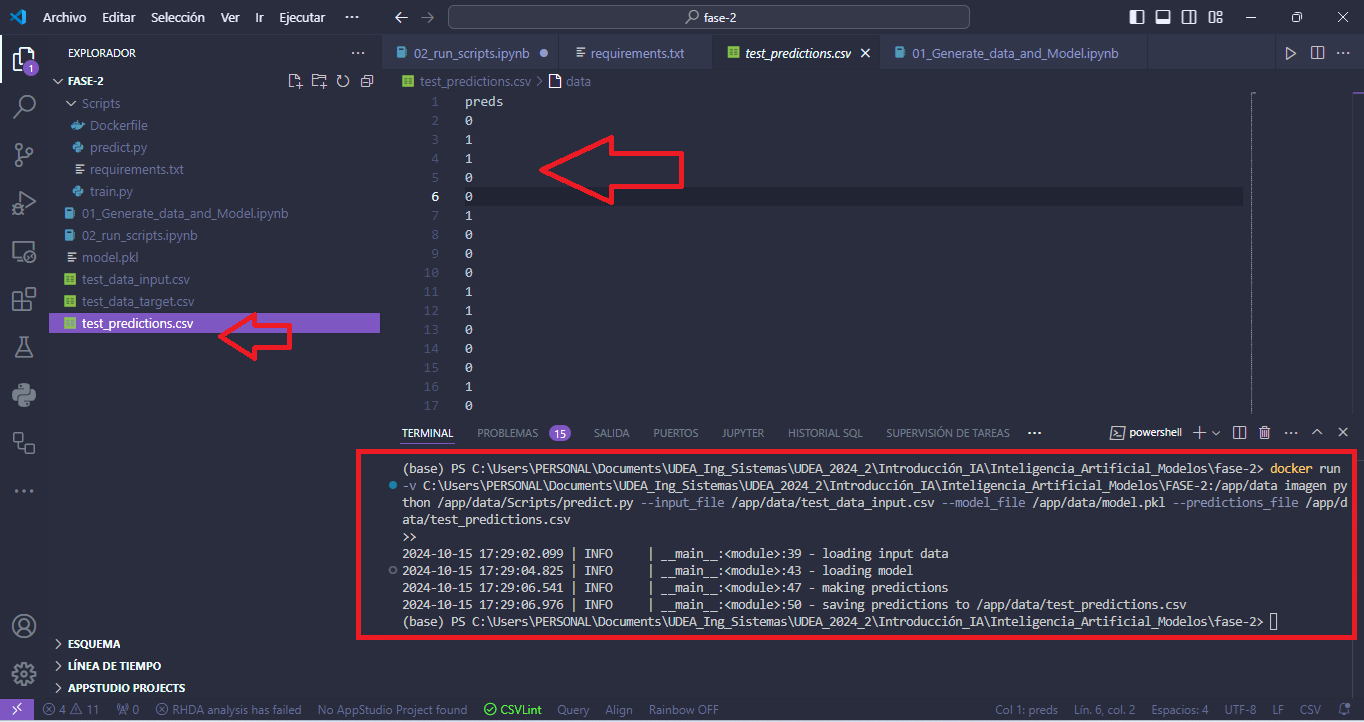 Archivo Editar Selección Ver Ir Ejecutar ··· fase-2
EXPLORADOR ···
FASE-2
Scripts
Dockerfile
predict.py
requirements.txt
train.py
01_Generate_data_and_Model.ipynb
02_run_scripts.ipynb
model.pkl
test_data_input.csv
test_data_target.csv
test_predictions.csv
ESQUEMA
LÍNEA DE TIEMPO
APPSTUDIO PROJECTS
1
02_run_scripts.ipynb requirements.txt test_predictions.csv 01_Generate_data_and_Model.ipynb
test_predictions.csv > data
1 preds
2 0
3 1
4 1
5 0
6 0
7 1
8 0
9 0
10 0
11 1
12 1
13 0
14 0
15 0
16 1
17 0
TERMINAL PROBLEMAS 15 SALIDA PUERTOS JUPYTER HISTORIAL SQL SUPERVISIÓN DE TAREAS ··· powershell
(base) PS C:\Users\PERSONAL\Documents\UDEA_Ing_Sistemas\UDEA_2024_2\Introducción_IA\Inteligencia_Artificial_Modelos\fase-2> docker run
-v C:\Users\PERSONAL\Documents\UDEA_Ing_Sistemas\UDEA_2024_2\Introducción_IA\Inteligencia_Artificial_Modelos\FASE-2:/app/data imagen py
thon /app/data/Scripts/predict.py --input_file /app/data/test_data_input.csv --model_file /app/data/model.pkl --predictions_file /app/d
ata/test_predictions.csv
>>
2024-10-15 17:29:02.099 | INFO | __main__:<module>:39 - loading input data
2024-10-15 17:29:04.825 | INFO | __main__:<module>:43 - loading model
2024-10-15 17:29:06.541 | INFO | __main__:<module>:47 - making predictions
2024-10-15 17:29:06.976 | INFO | __main__:<module>:50 - saving predictions to /app/data/test_predictions.csv
(base) PS C:\Users\PERSONAL\Documents\UDEA_Ing_Sistemas\UDEA_2024_2\Introducción_IA\Inteligencia_Artificial_Modelos\fase-2>
4 11 0 RHDA analysis has failed No AppStudio Project found CSVLint Query Align Rainbow OFF Col 1: preds Lín. 6, col. 2 Espacios: 4 UTF-8 LF CSV